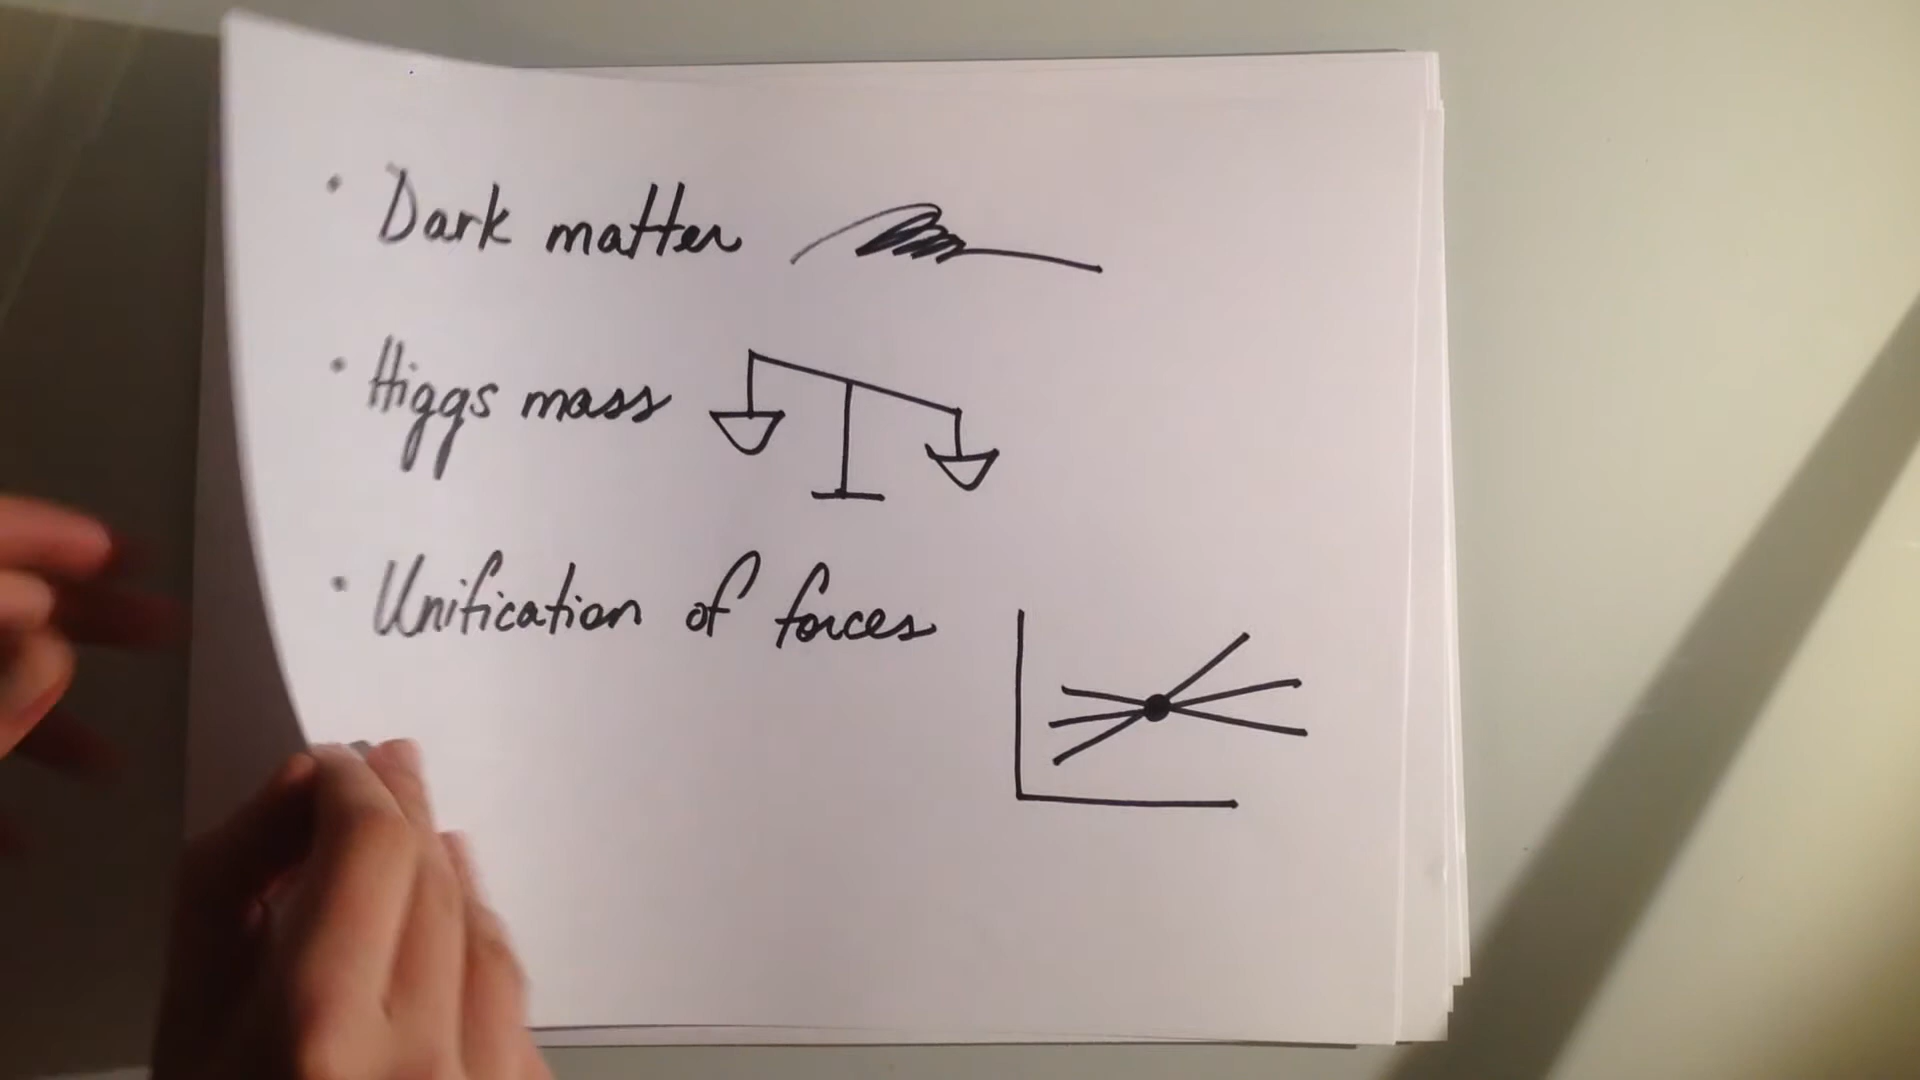 • Dark matter
• Higgs mass
• Unification of forces